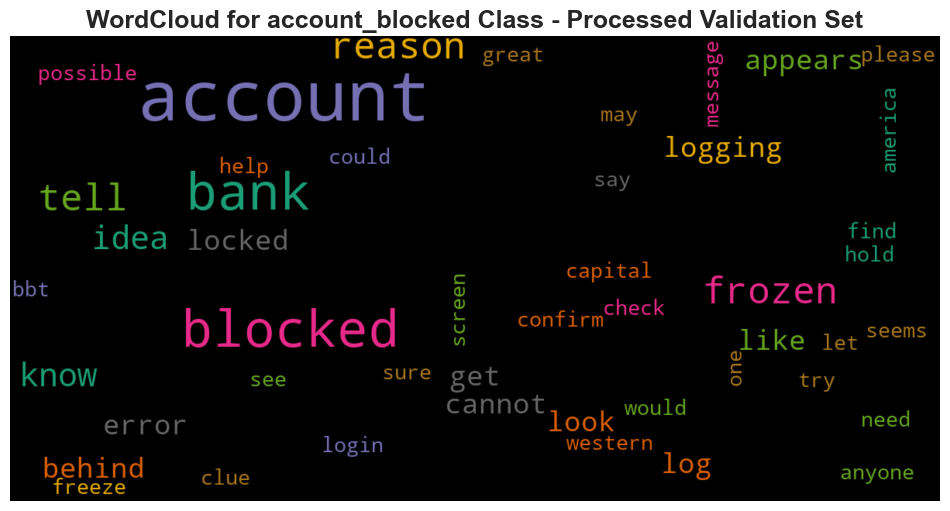 WordCloud for account_blocked Class - Processed Validation Set
reason
great
appears
please
possible
account
message
may
america
logging
help
could
say
tell
bank
idea
locked
find
hold
bbt
screen
capital
frozen
confirm
check
blocked
like
let
seems
know
see
sure
get
one
try
cannot
would
error
look
need
login
western
behind
log
freeze
clue
anyone